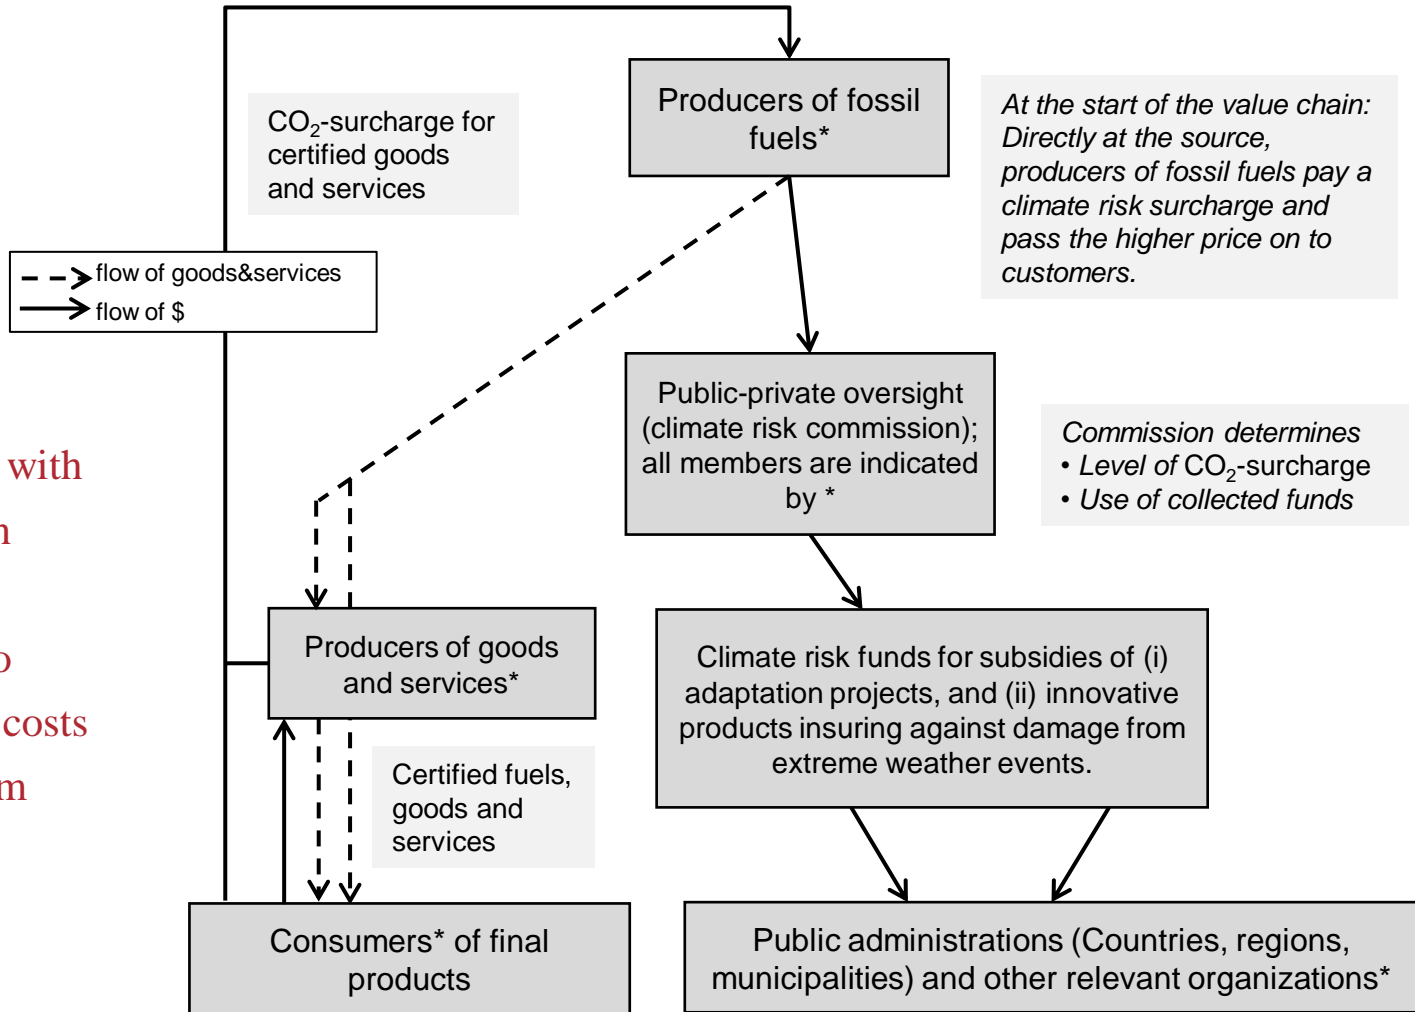 Producers of fossil
fuels*
CO₂-surcharge for
certified goods
and services
At the start of the value chain:
Directly at the source,
producers of fossil fuels pay a
climate risk surcharge and
pass the higher price on to
customers.
flow of goods&services
flow of $
Public-private oversight
(climate risk commission);
all members are indicated
by *
Commission determines
• Level of CO₂-surcharge
• Use of collected funds
with
costs
Producers of goods
and services*
Climate risk funds for subsidies of (i)
adaptation projects, and (ii) innovative
products insuring against damage from
extreme weather events.
Certified fuels,
goods and
services
Consumers* of final
products
Public administrations (Countries, regions,
municipalities) and other relevant organizations*